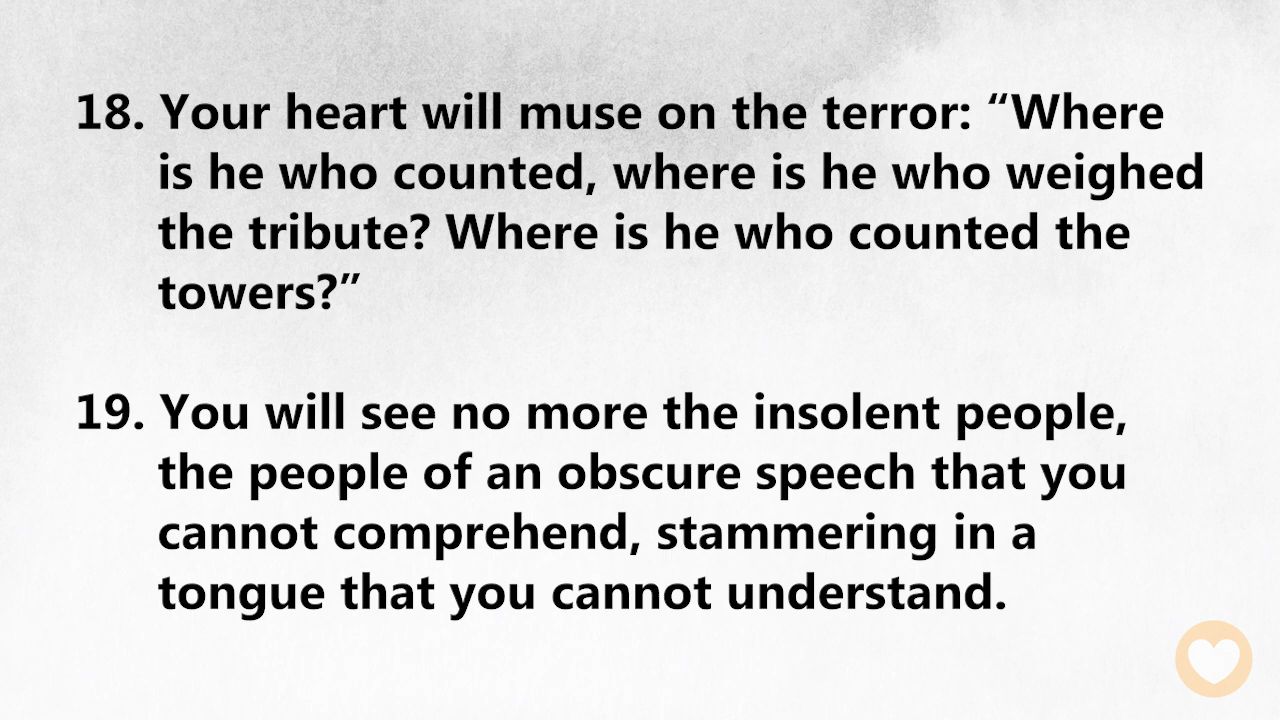 18. Your heart will muse on the terror: “Where
is he who counted, where is he who weighed
the tribute? Where is he who counted the
towers?”
19. You will see no more the insolent people,
the people of an obscure speech that you
cannot comprehend, stammering in a
tongue that you cannot understand.